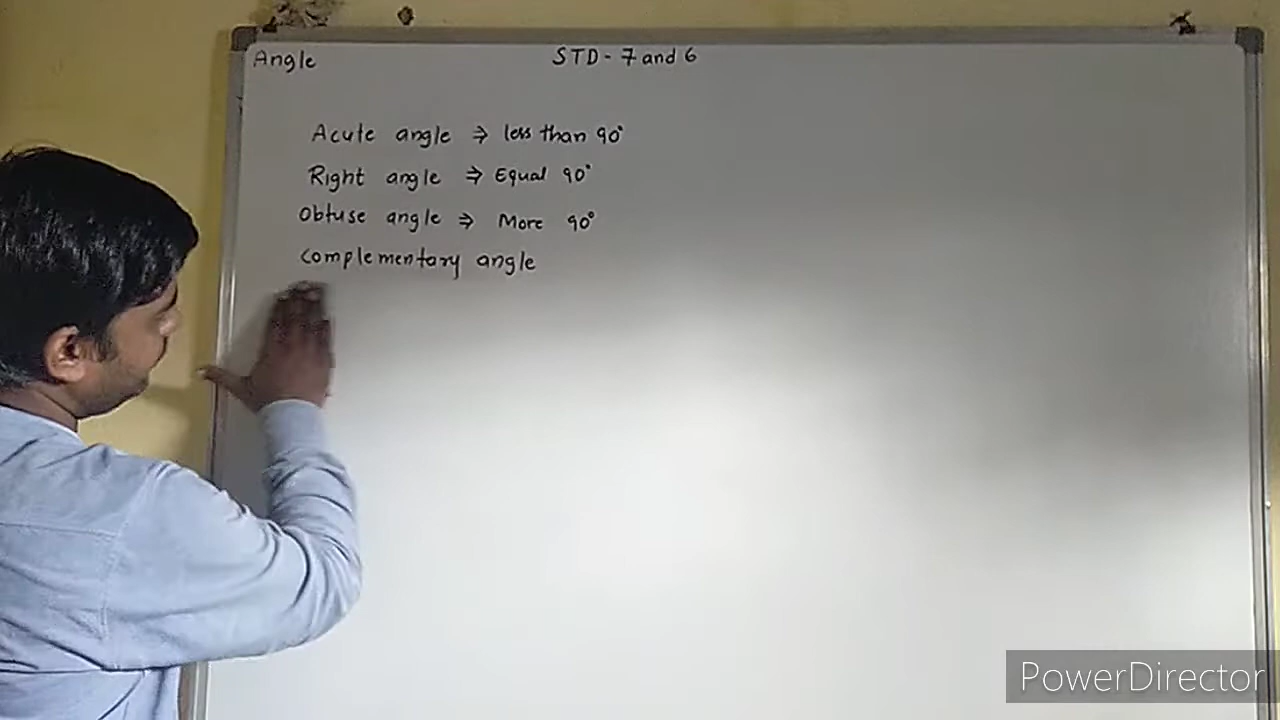 Angle STD - 7 and 6
Acute angle ⇒ less than 90°
Right angle ⇒ Equal 90°
Obtuse angle ⇒ More 90°
complementary angle
PowerDirector